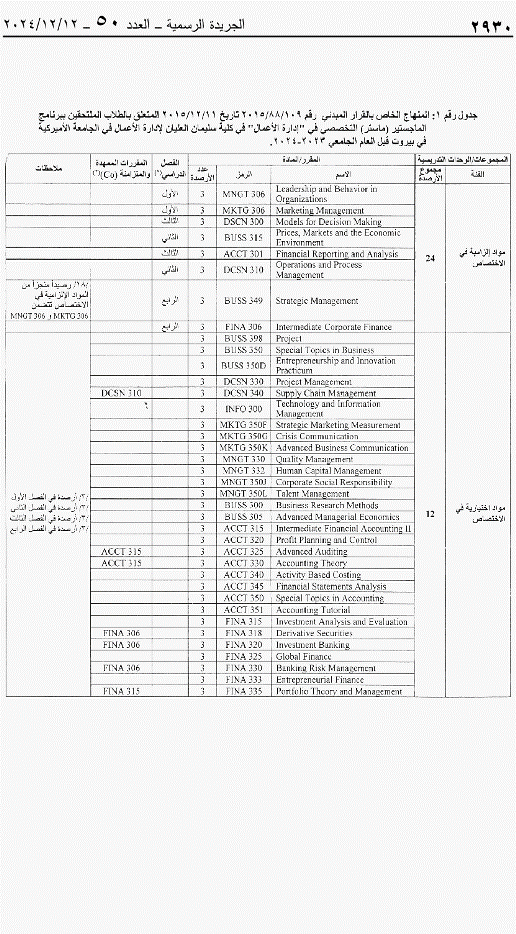 ٢٩٣٠ الجريدة الرسمية ــ العدد ٥٠ ــ ٢٠٢٤/١٢/١٢
جدول رقم ١: المنهاج الخاص بالقرار المبدئي رقم ٢٠١٥/٨٨/١٠٩ تاريخ ٢٠١٥/١٢/١١ المتعلق بالطلاب الملتحقين ببرنامج
الماجستير (ماستر) التخصصي في "إدارة الأعمال" في كلية سليمان العليان لإدارة الأعمال في الجامعة الأميركية
في بيروت قبل العام الجامعي ٢٠٢٣-٢٠٢٤.
المجموعات/الوحدات التدريسية المقرر/المادة الفصل الدراسي(*) المقررات الممهدة والمتزامنة (Co)(*) ملاحظات
الفئة مجموع الأرصدة الاسم الرمز عدد الأرصدة
مواد إلزامية في الاختصاص 24
Leadership and Behavior in Organizations MNGT 306 3 الأول
Marketing Management MKTG 306 3 الأول
Models for Decision Making DSCN 300 3 الثالث
Prices, Markets and the Economic Environment BUSS 315 3 الثاني
Financial Reporting and Analysis ACCT 301 3 الثالث
Operations and Process Management DCSN 310 3 الثاني
Strategic Management BUSS 349 3 الرابع /١٨/ رصيداً منجزاً من المواد الإلزامية في الاختصاص تتضمن MKTG 306 و MNGT 306
Intermediate Corporate Finance FINA 306 3 الرابع
مواد اختيارية في الاختصاص 12
Project BUSS 398 3
Special Topics in Business BUSS 350 3
Entrepreneurship and Innovation Practicum BUSS 350D 3
Project Management DCSN 330 3
Supply Chain Management DCSN 340 3 DCSN 310
Technology and Information Management INFO 300 3
Strategic Marketing Measurement MKTG 350F 3
Crisis Communication MKTG 350G 3
Advanced Business Communication MKTG 350K 3
Quality Management MNGT 330 3
Human Capital Management MNGT 332 3
Corporate Social Responsibility MNGT 350J 3
Talent Management MNGT 350L 3
Business Research Methods BUSS 300 3
Advanced Managerial Economics BUSS 305 3
Intermediate Financial Accounting II ACCT 315 3
Profit Planning and Control ACCT 320 3
Advanced Auditing ACCT 325 3 ACCT 315
Accounting Theory ACCT 330 3 ACCT 315
Activity Based Costing ACCT 340 3
Financial Statements Analysis ACCT 345 3
Special Topics in Accounting ACCT 350 3
Accounting Tutorial ACCT 351 3
Investment Analysis and Evaluation FINA 315 3
Derivative Securities FINA 318 3 FINA 306
Investment Banking FINA 320 3 FINA 306
Global Finance FINA 325 3
Banking Risk Management FINA 330 3 FINA 306
Entrepreneurial Finance FINA 333 3
Portfolio Theory and Management FINA 335 3 FINA 315
/٣/ أرصدة في الفصل الأول
/٣/ أرصدة في الفصل الثاني
/٣/ أرصدة في الفصل الثالث
/٣/ أرصدة في الفصل الرابع